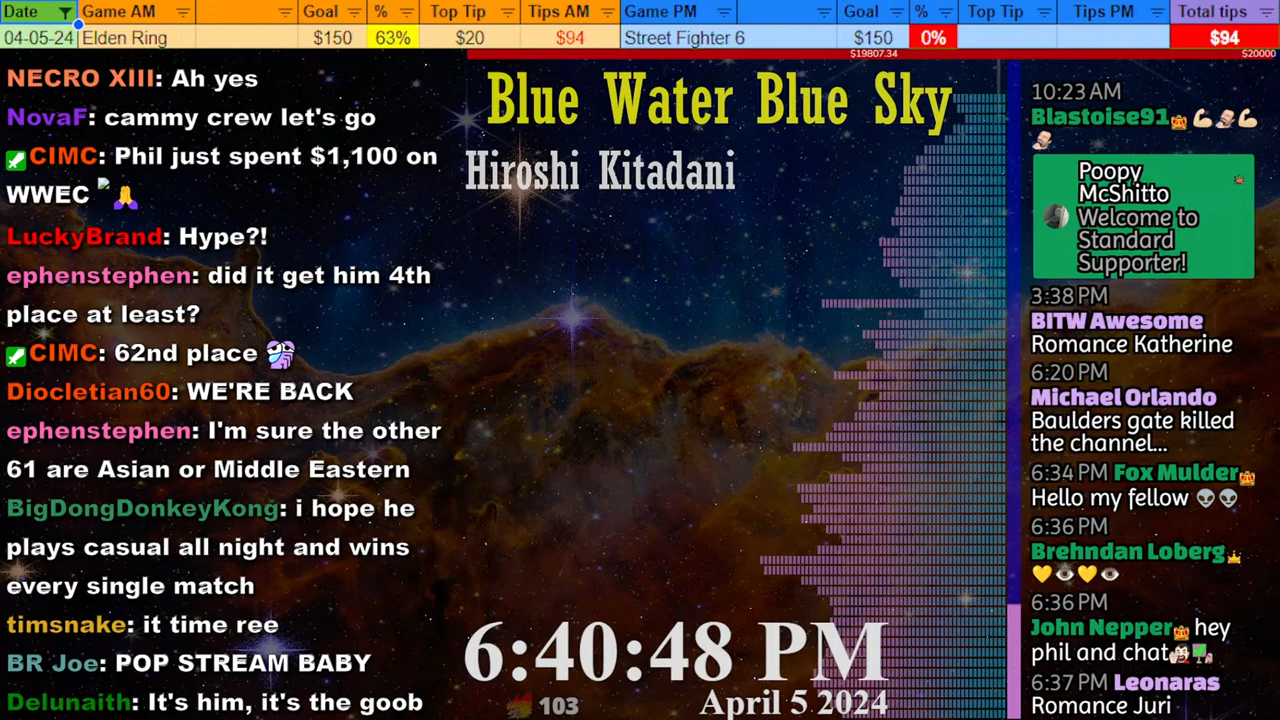 Date Game AM Goal % Top Tip Tips AM Game PM Goal % Top Tip Tips PM Total tips
04-05-24 Elden Ring $150 63% $20 $94 Street Fighter 6 $150 0% $94
$19807.34 $20000
NECRO XIII: Ah yes
NovaF: cammy crew let's go
CIMC: Phil just spent $1,100 on
WWEC
LuckyBrand: Hype?!
ephenstephen: did it get him 4th
place at least?
CIMC: 62nd place
Diocletian60: WE'RE BACK
ephenstephen: I'm sure the other
61 are Asian or Middle Eastern
BigDongDonkeyKong: i hope he
plays casual all night and wins
every single match
timsnake: it time ree
BR Joe: POP STREAM BABY
Delunaith: It's him, it's the goob
Blue Water Blue Sky
Hiroshi Kitadani
6:40:48 PM
103 April 5 2024
10:23 AM
Blastoise91
Poopy
McShitto
Welcome to
Standard
Supporter!
3:38 PM
BITW Awesome
Romance Katherine
6:20 PM
Michael Orlando
Baulders gate killed
the channel...
6:34 PM Fox Mulder
Hello my fellow
6:36 PM
Brehndan Loberg
6:36 PM
John Nepper hey
phil and chat
6:37 PM Leonaras
Romance Juri